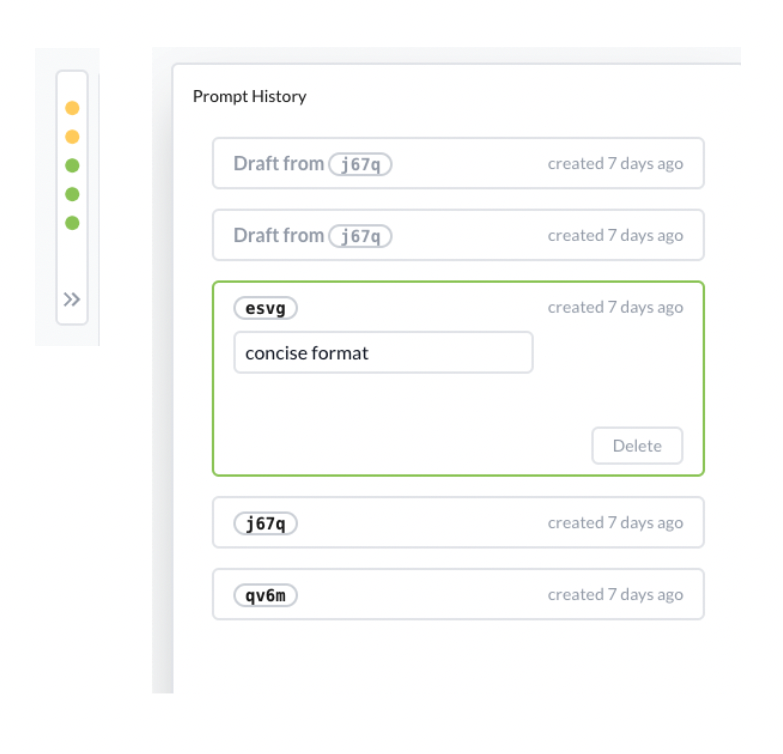 Prompt History
Draft from j67q created 7 days ago
Draft from j67q created 7 days ago
esvg created 7 days ago
concise format
Delete
j67q created 7 days ago
qv6m created 7 days ago